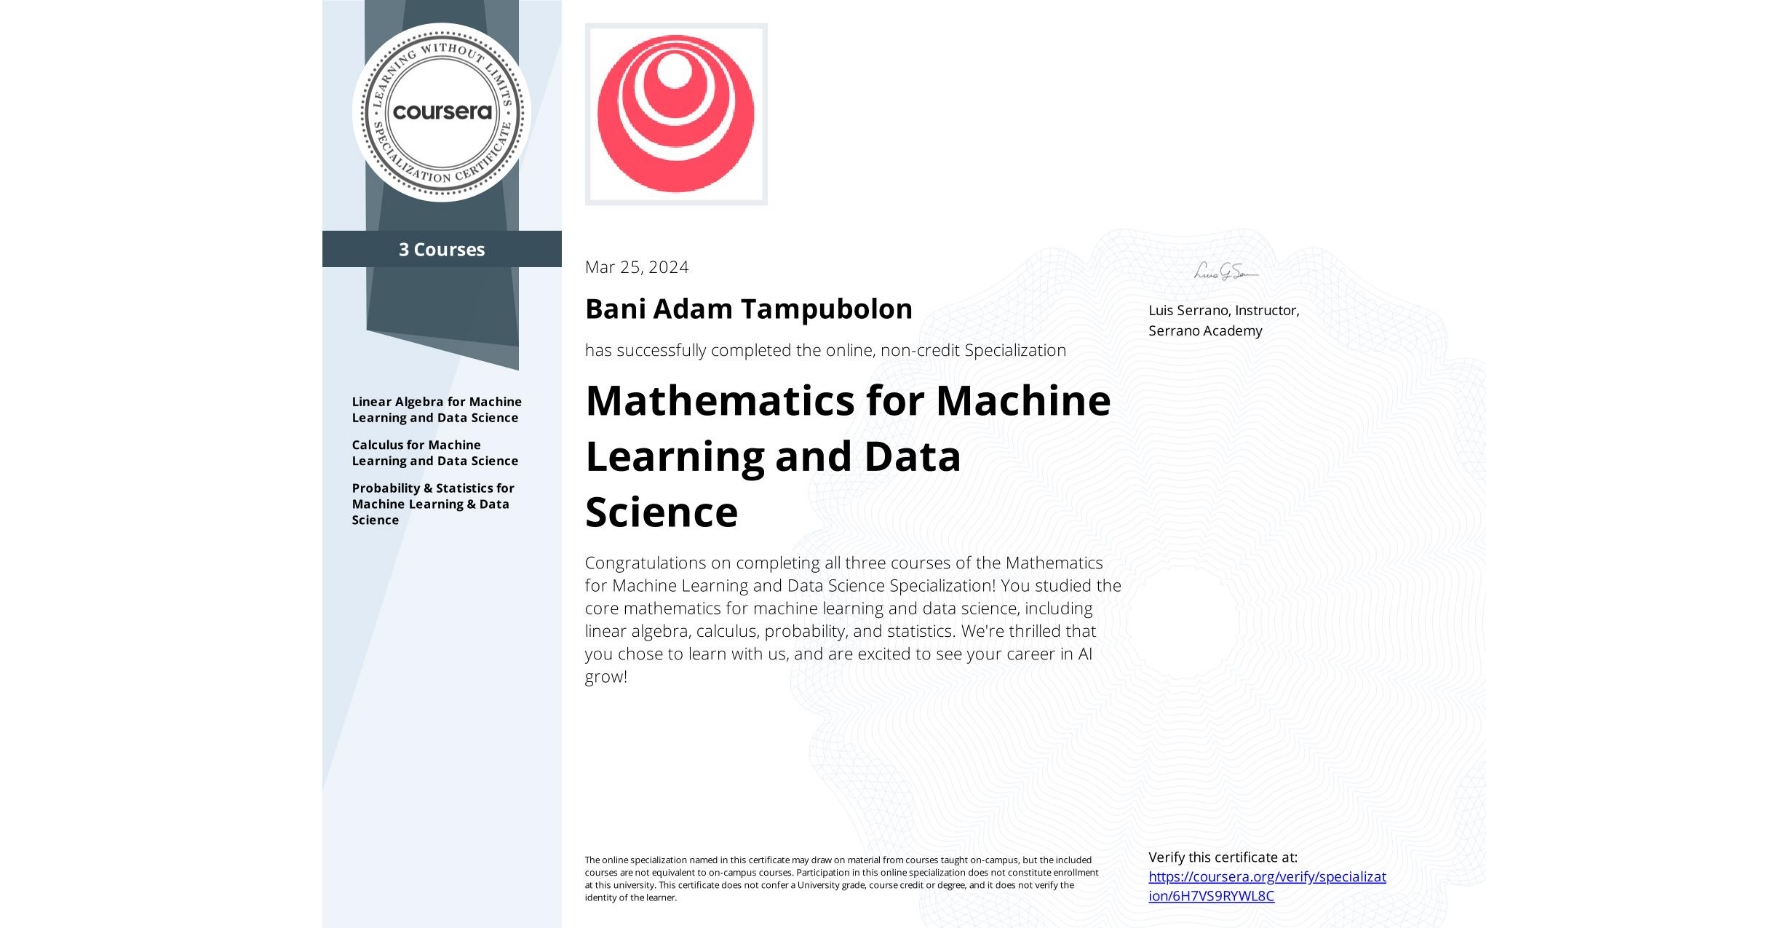 LEARNING WITHOUT LIMITS
coursera
SPECIALIZATION CERTIFICATE
3 Courses
Linear Algebra for Machine
Learning and Data Science
Calculus for Machine
Learning and Data Science
Probability & Statistics for
Machine Learning & Data
Science
Mar 25, 2024
Bani Adam Tampubolon
has successfully completed the online, non-credit Specialization
Mathematics for Machine
Learning and Data
Science
Congratulations on completing all three courses of the Mathematics
for Machine Learning and Data Science Specialization! You studied the
core mathematics for machine learning and data science, including
linear algebra, calculus, probability, and statistics. We're thrilled that
you chose to learn with us, and are excited to see your career in AI
grow!
Luis Serrano, Instructor,
Serrano Academy
The online specialization named in this certificate may draw on material from courses taught on-campus, but the included
courses are not equivalent to on-campus courses. Participation in this online specialization does not constitute enrollment
at this university. This certificate does not confer a University grade, course credit or degree, and it does not verify the
identity of the learner.
Verify this certificate at:
https://coursera.org/verify/specializat
ion/6H7VS9RYWL8C